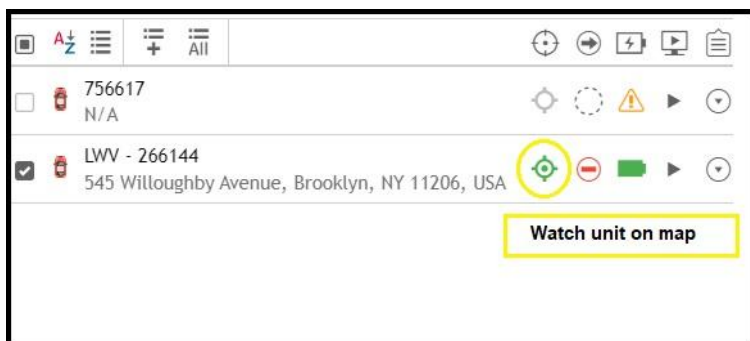 A
Z
All
756617
N/A
LWV - 266144
545 Willoughby Avenue, Brooklyn, NY 11206, USA
Watch unit on map